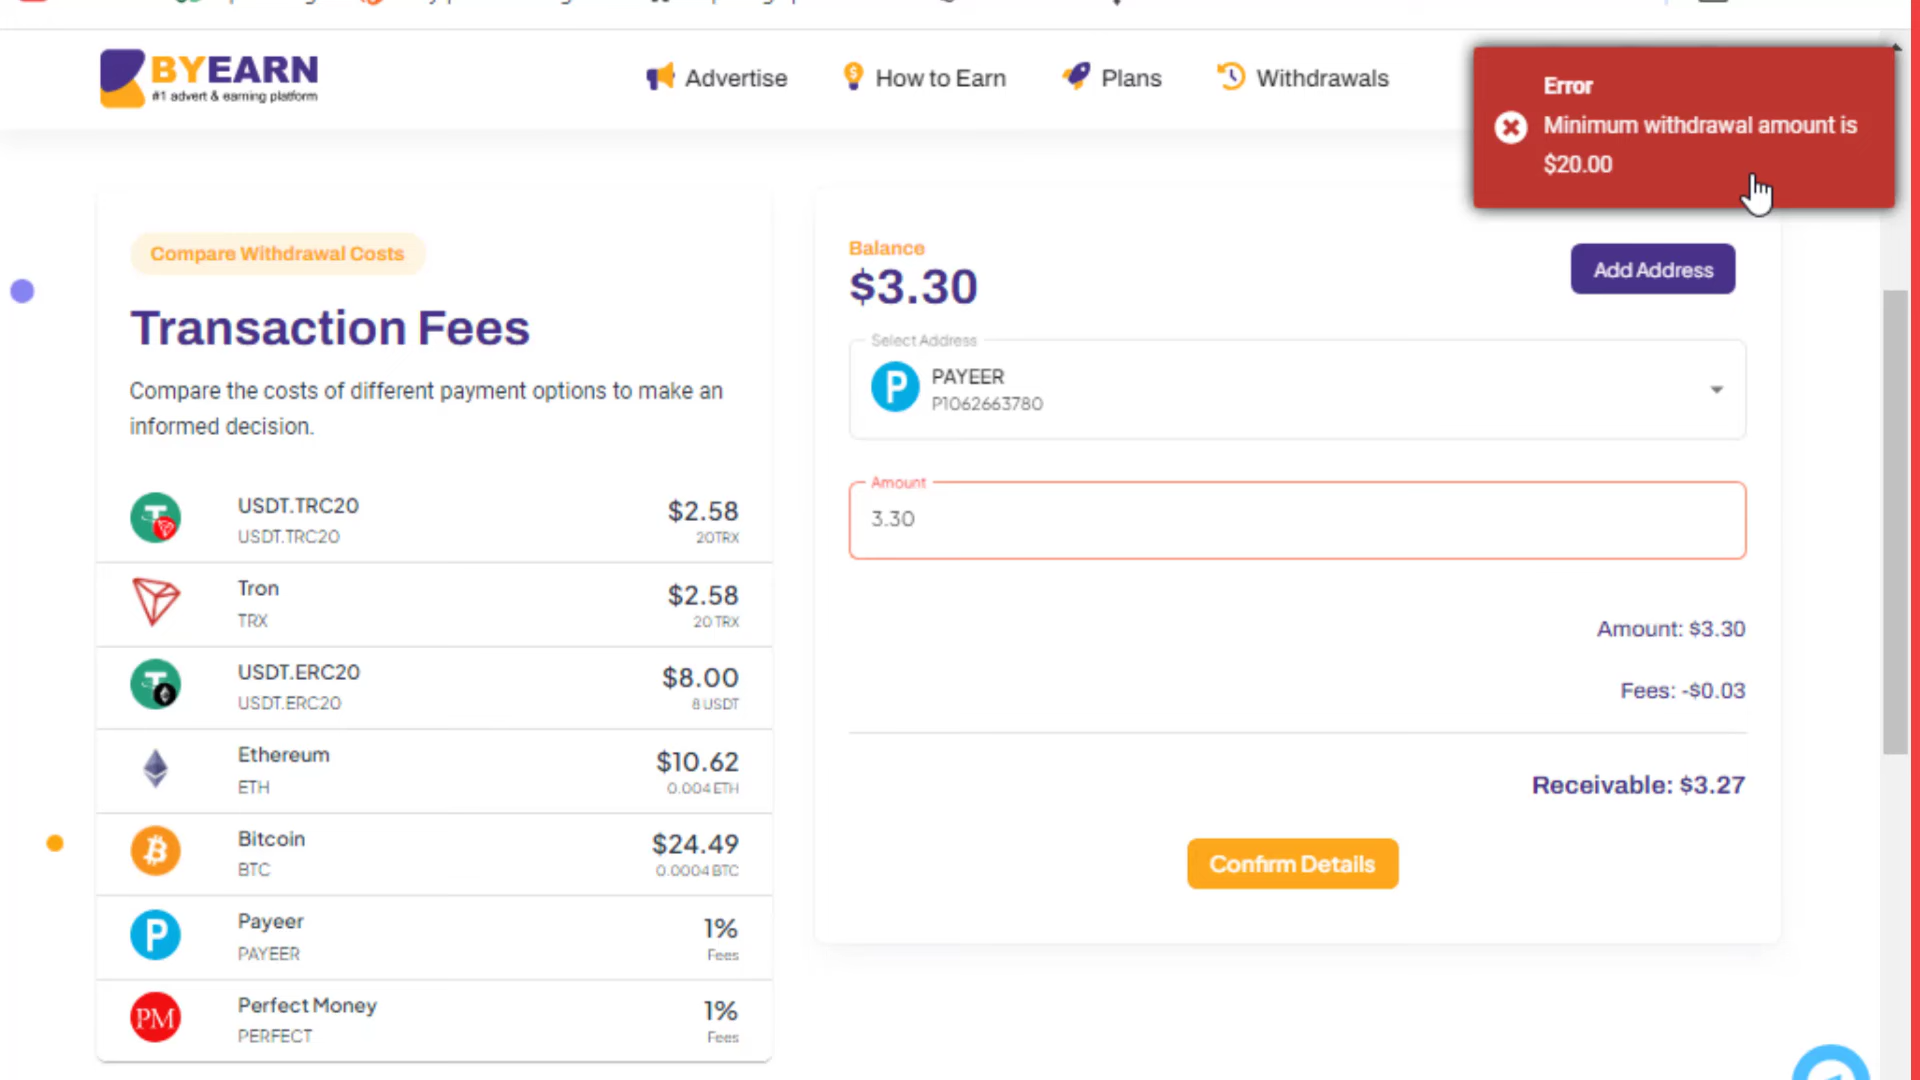 BYEARN
#1 advert & earning platform
Advertise
How to Earn
Plans
Withdrawals
Error
Minimum withdrawal amount is
$20.00
Compare Withdrawal Costs
Transaction Fees
Compare the costs of different payment options to make an
informed decision.
USDT.TRC20
USDT.TRC20
$2.58
20TRX
Tron
TRX
$2.58
20 TRX
USDT.ERC20
USDT.ERC20
$8.00
8 USDT
Ethereum
ETH
$10.62
0.004 ETH
Bitcoin
BTC
$24.49
0.0004 BTC
Payeer
PAYEER
1%
Fees
Perfect Money
PERFECT
1%
Fees
PM
Balance
$3.30
Add Address
Select Address
PAYEER
P1062663780
Amount
3.30
Amount: $3.30
Fees: -$0.03
Receivable: $3.27
Confirm Details